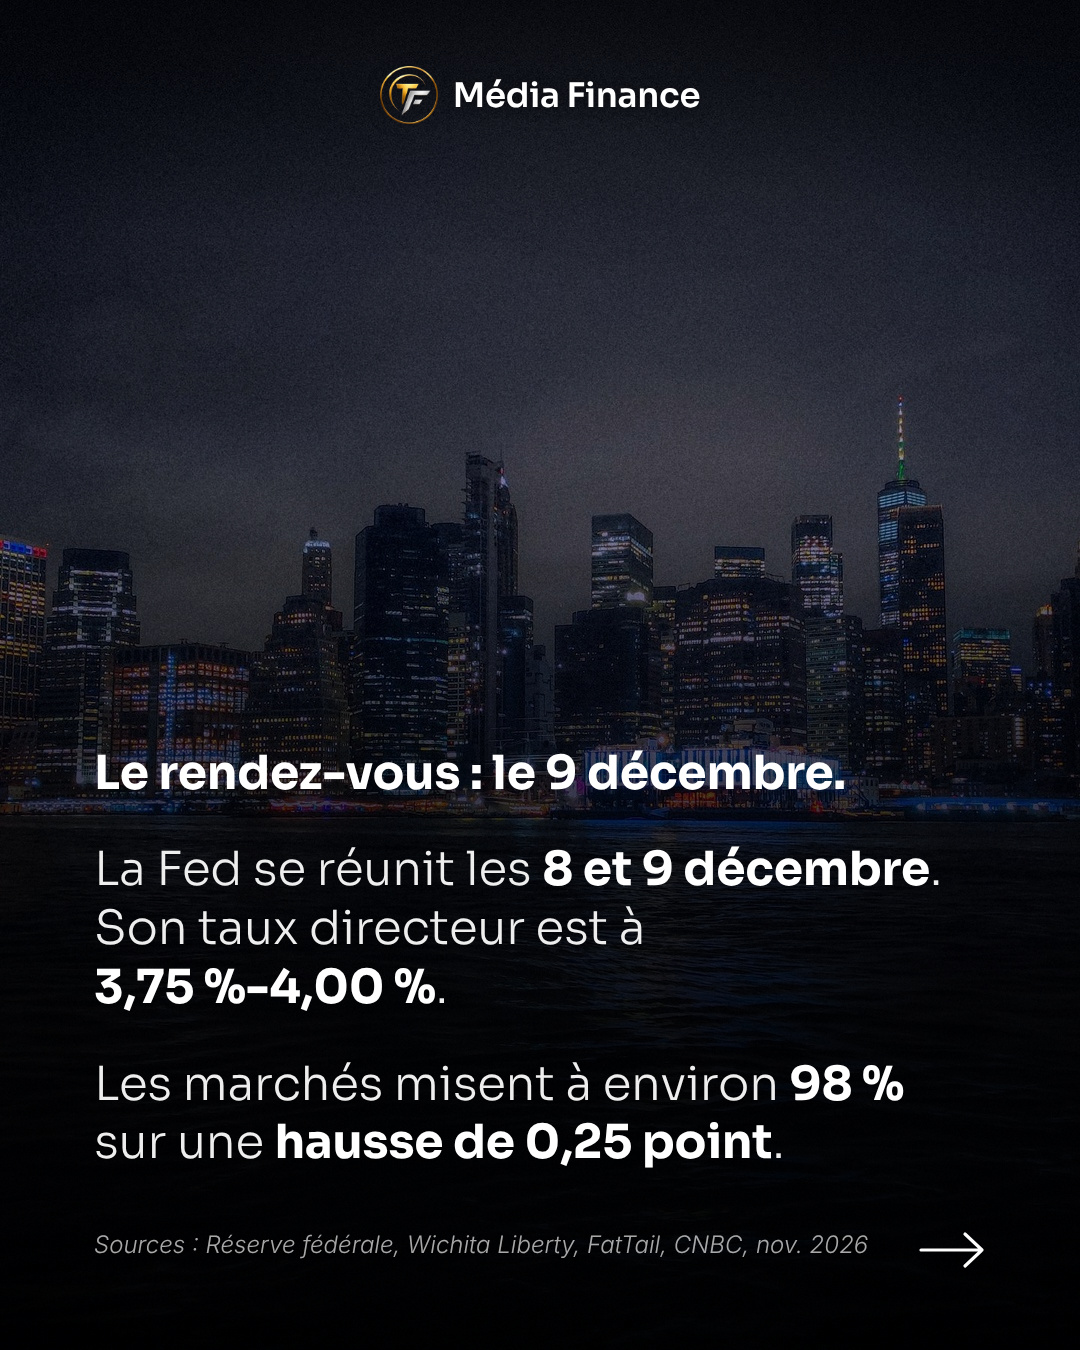 TF Média Finance
Le rendez-vous : le 9 décembre.
La Fed se réunit les 8 et 9 décembre.
Son taux directeur est à
3,75 %–4,00 %.
Les marchés misent à environ 98 %
sur une hausse de 0,25 point.
Sources : Réserve fédérale, Wichita Liberty, FatTail, CNBC, nov. 2026